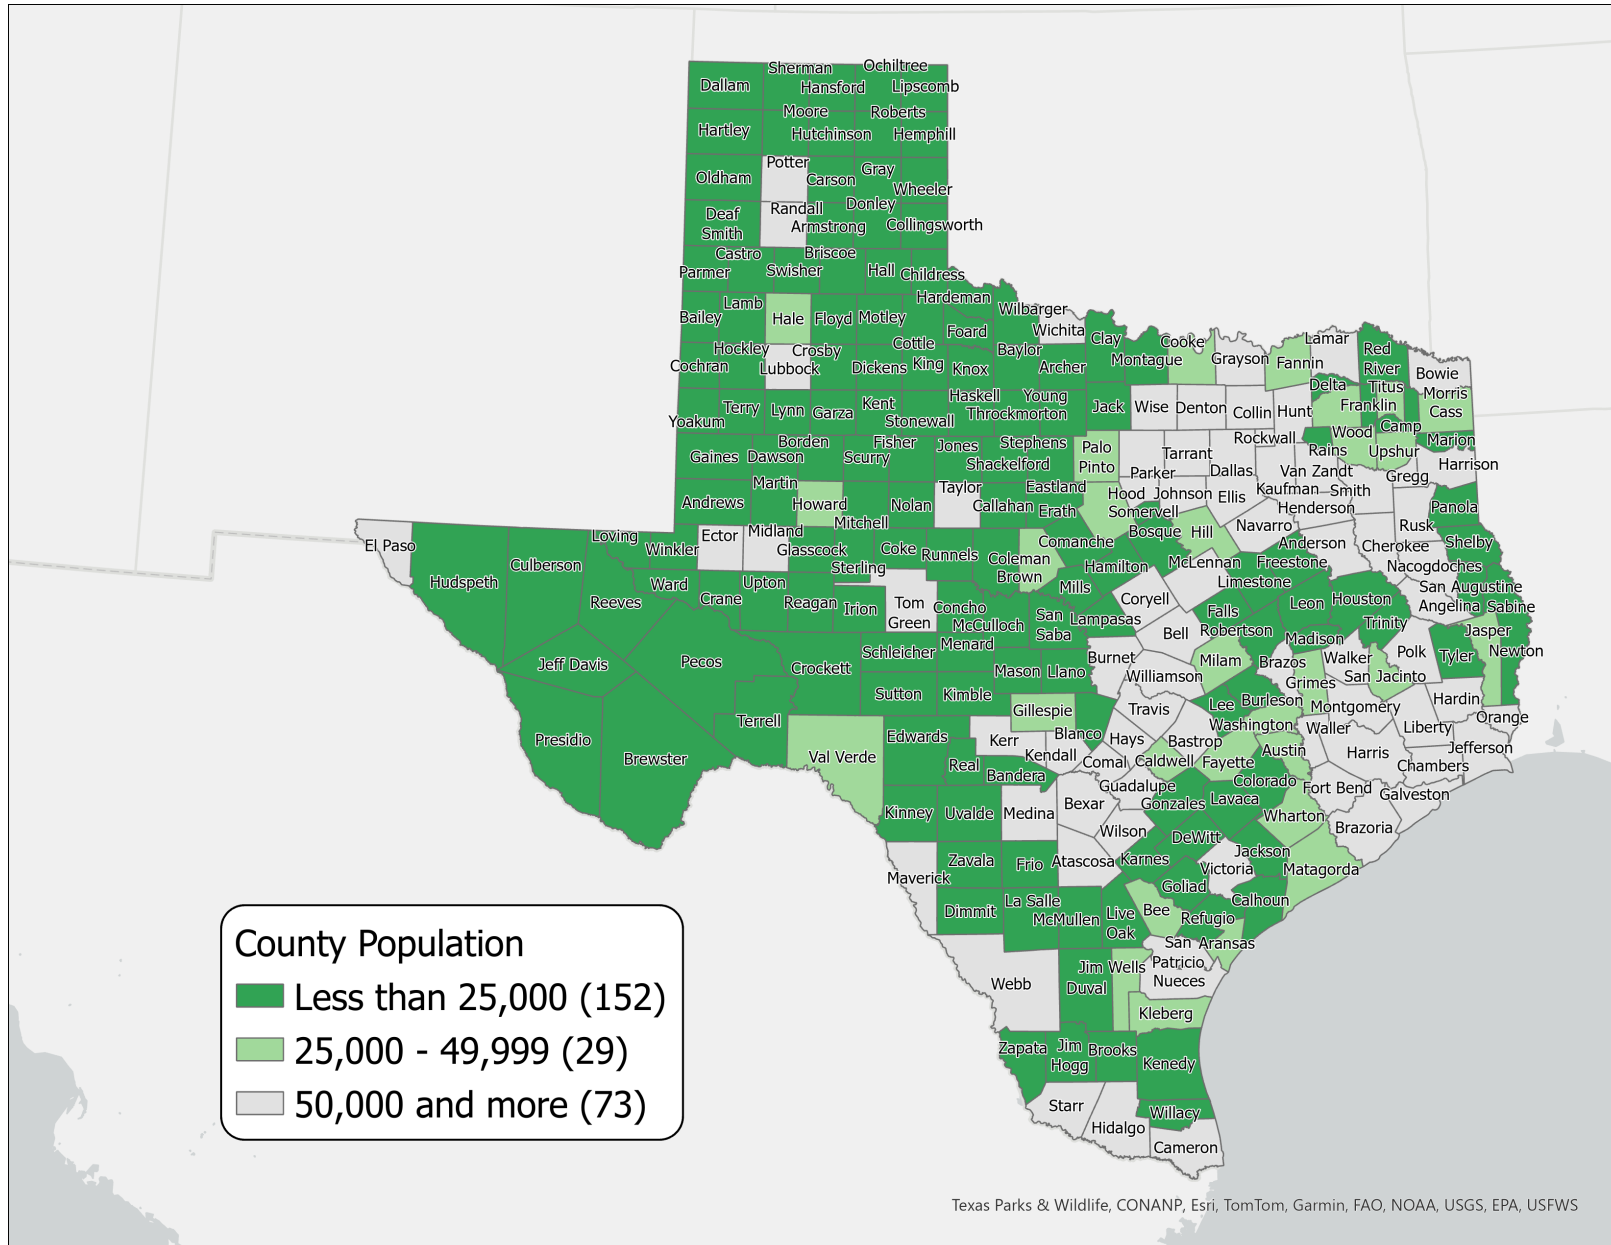 Sherman
Ochiltree
Dallam
Hansford
Lipscomb
Moore
Roberts
Hartley
Hutchinson
Hemphill
Potter
Oldham
Carson
Gray
Wheeler
Randall
Donley
Deaf
Smith
Armstrong
Collingsworth
Castro
Briscoe
Parmer
Swisher
Hall
Childress
Lamb
Hardeman
Bailey
Hale
Floyd
Motley
Wilbarger
Foard
Wichita
Clay
Cooke
Lamar
Red
River
Hockley
Crosby
Cottle
Baylor
Montague
Grayson
Fannin
Cochran
Lubbock
Dickens
King
Knox
Archer
Bowie
Delta
Titus
Morris
Cass
Yoakum
Terry
Lynn
Garza
Kent
Stonewall
Haskell
Throckmorton
Young
Jack
Wise
Denton
Collin
Hunt
Franklin
Camp
Borden
Fisher
Jones
Stephens
Palo
Pinto
Rockwall
Wood
Rains
Upshur
Marion
Gaines
Dawson
Scurry
Shackelford
Parker
Tarrant
Dallas
Van Zandt
Gregg
Harrison
Martin
Taylor
Eastland
Hood
Johnson
Ellis
Kaufman
Smith
Andrews
Howard
Mitchell
Nolan
Callahan
Erath
Somervell
Henderson
Rusk
Panola
Loving
Winkler
Ector
Midland
Glasscock
Sterling
Coke
Runnels
Coleman
Brown
Comanche
Bosque
Hill
Navarro
Anderson
Cherokee
Shelby
El Paso
Hudspeth
Culberson
Reeves
Ward
Crane
Upton
Reagan
Irion
Tom
Green
Concho
McCulloch
Mills
Hamilton
McLennan
Limestone
Freestone
Nacogdoches
San Augustine
San
Saba
Lampasas
Coryell
Falls
Leon
Houston
Angelina
Sabine
Jeff Davis
Pecos
Crockett
Schleicher
Menard
Mason
Llano
Burnet
Bell
Robertson
Milam
Madison
Brazos
Trinity
Walker
Polk
Tyler
Jasper
Newton
Williamson
Grimes
San Jacinto
Sutton
Kimble
Gillespie
Blanco
Travis
Lee
Burleson
Washington
Montgomery
Hardin
Presidio
Brewster
Terrell
Val Verde
Edwards
Kerr
Kendall
Hays
Comal
Bastrop
Caldwell
Fayette
Austin
Waller
Harris
Liberty
Orange
Jefferson
Chambers
Real
Bandera
Guadalupe
Gonzales
Lavaca
Colorado
Fort Bend
Galveston
Kinney
Uvalde
Medina
Bexar
Wilson
DeWitt
Wharton
Brazoria
Maverick
Zavala
Frio
Atascosa
Karnes
Victoria
Jackson
Matagorda
Dimmit
La Salle
McMullen
Live
Oak
Bee
Goliad
Refugio
Calhoun
Webb
Duval
Jim Wells
San
Patricio
Aransas
Nueces
Kleberg
Zapata
Jim
Hogg
Brooks
Kenedy
Starr
Hidalgo
Willacy
Cameron
County Population
Less than 25,000 (152)
25,000 - 49,999 (29)
50,000 and more (73)
Texas Parks & Wildlife, CONANP, Esri, TomTom, Garmin, FAO, NOAA, USGS, EPA, USFWS